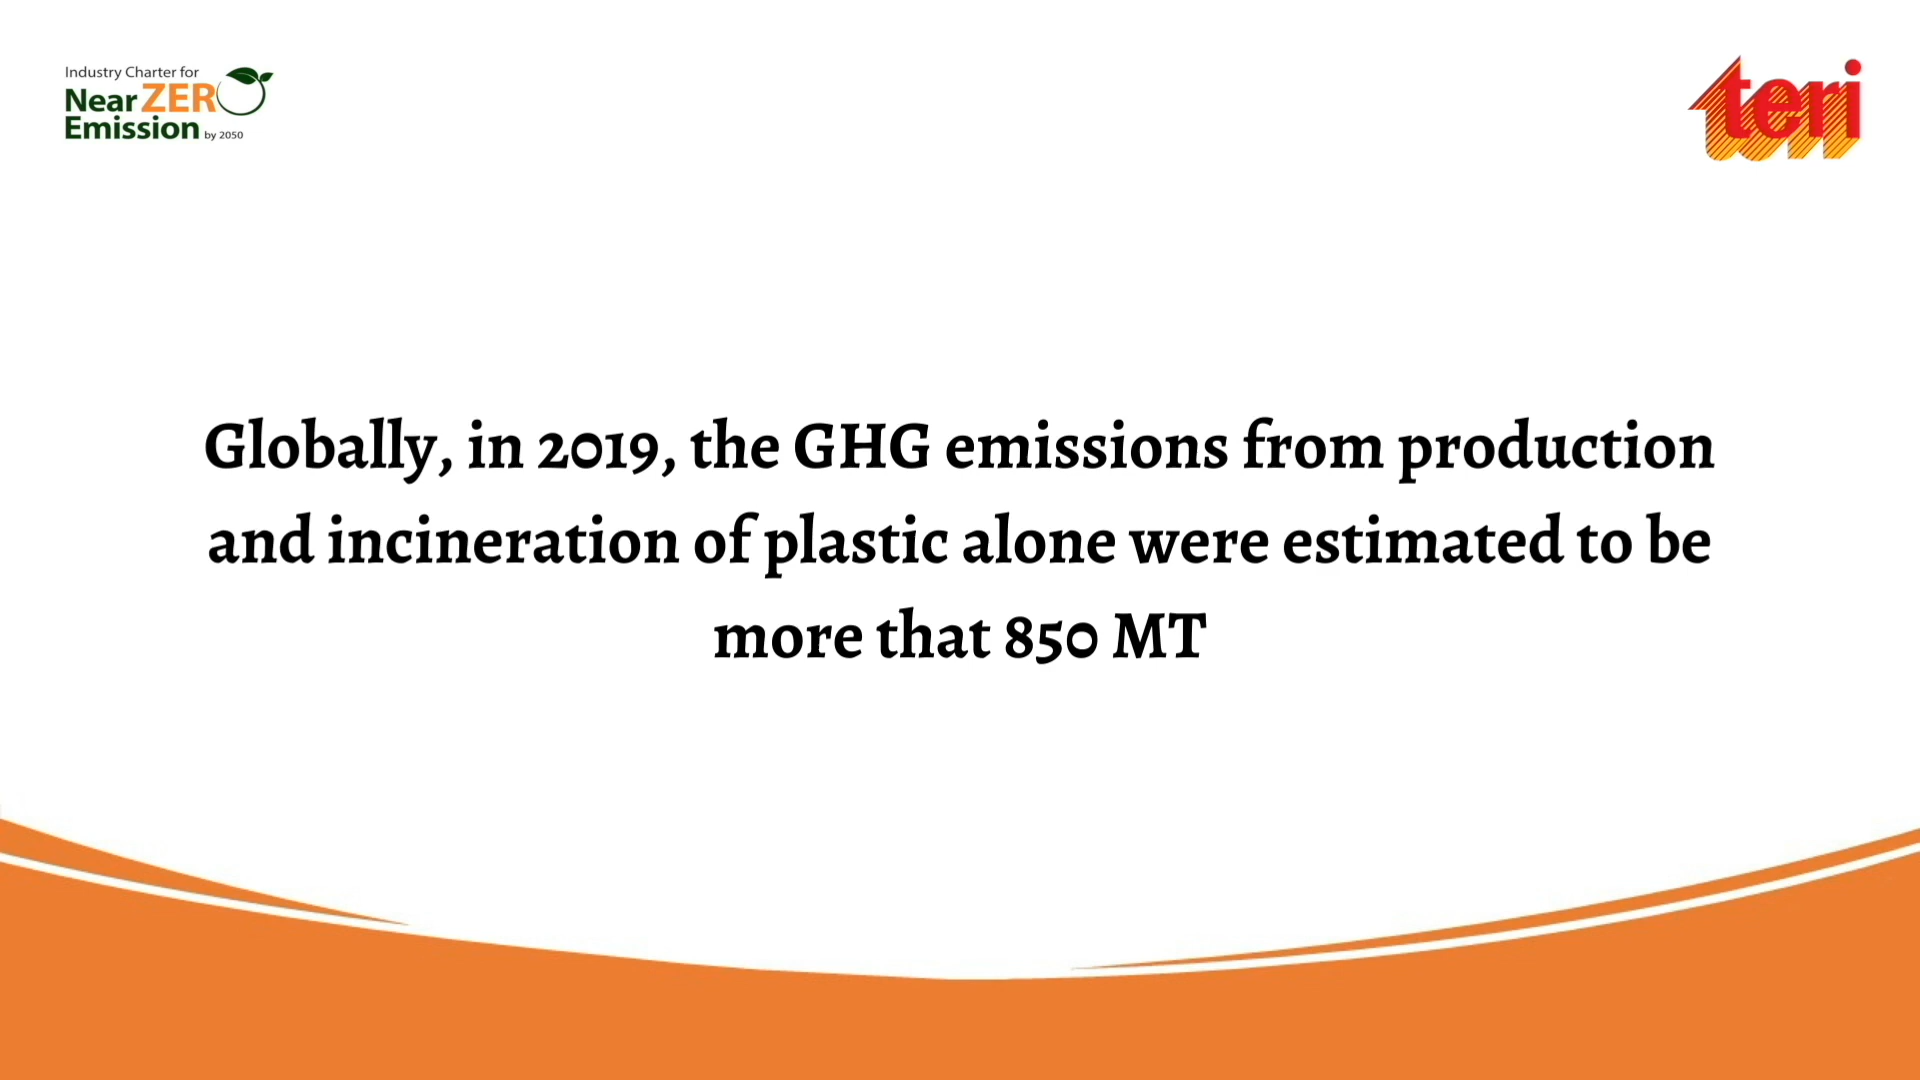 Industry Charter for
Near ZERO
Emission by 2050
teri
Globally, in 2019, the GHG emissions from production
and incineration of plastic alone were estimated to be
more that 850 MT